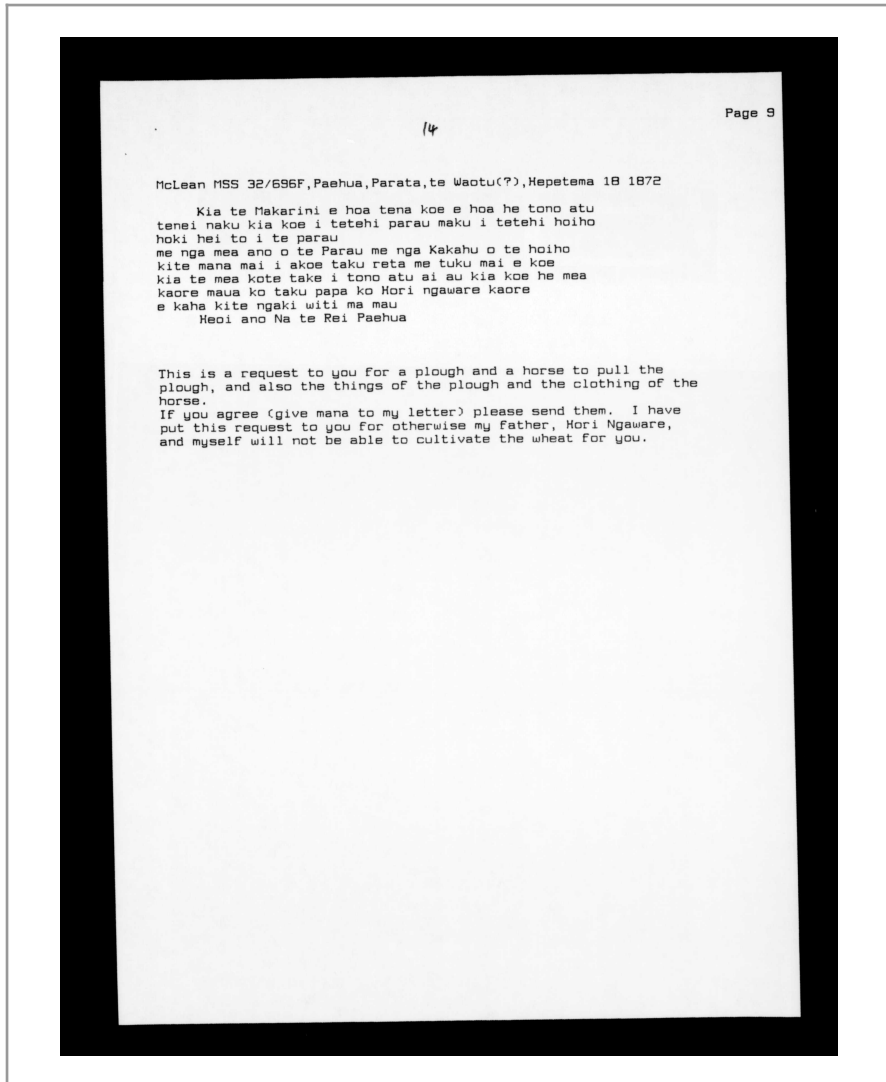 Page 9
14
McLean MSS 32/696F,Paehua,Parata,te Waotu(?),Hepetema 18 1872
Kia te Makarini e hoa tena koe e hoa he tono atu
tenei naku kia koe i tetehi parau maku i tetehi hoiho
hoki hei to i te parau
me nga mea ano o te Parau me nga Kakahu o te hoiho
kite mana mai i akoe taku reta me tuku mai e koe
kia te mea kote take i tono atu ai au kia koe he mea
kaore maua ko taku papa ko Hori ngaware kaore
e kaha kite ngaki witi ma mau
Heoi ano Na te Rei Paehua
This is a request to you for a plough and a horse to pull the
plough, and also the things of the plough and the clothing of the
horse.
If you agree (give mana to my letter) please send them.  I have
put this request to you for otherwise my father, Hori Ngaware,
and myself will not be able to cultivate the wheat for you.